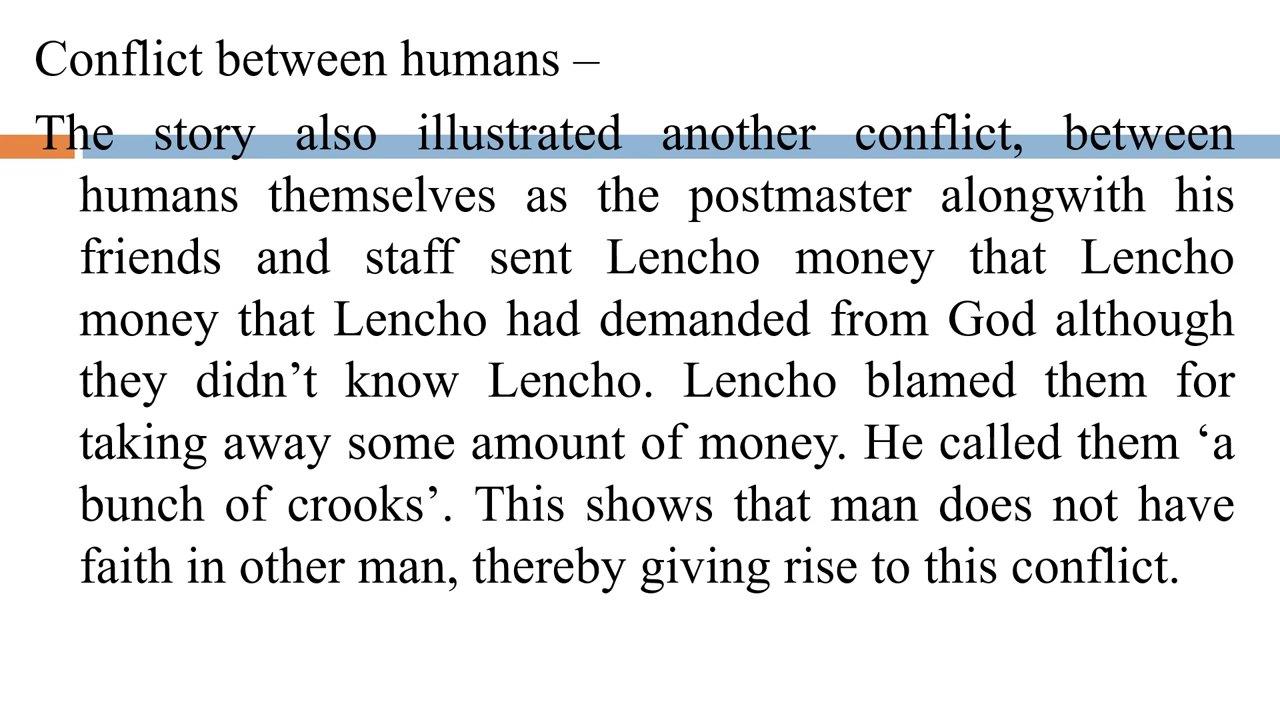 Conflict between humans –
The story also illustrated another conflict, between
humans themselves as the postmaster alongwith his
friends and staff sent Lencho money that Lencho
money that Lencho had demanded from God although
they didn’t know Lencho. Lencho blamed them for
taking away some amount of money. He called them ‘a
bunch of crooks’. This shows that man does not have
faith in other man, thereby giving rise to this conflict.